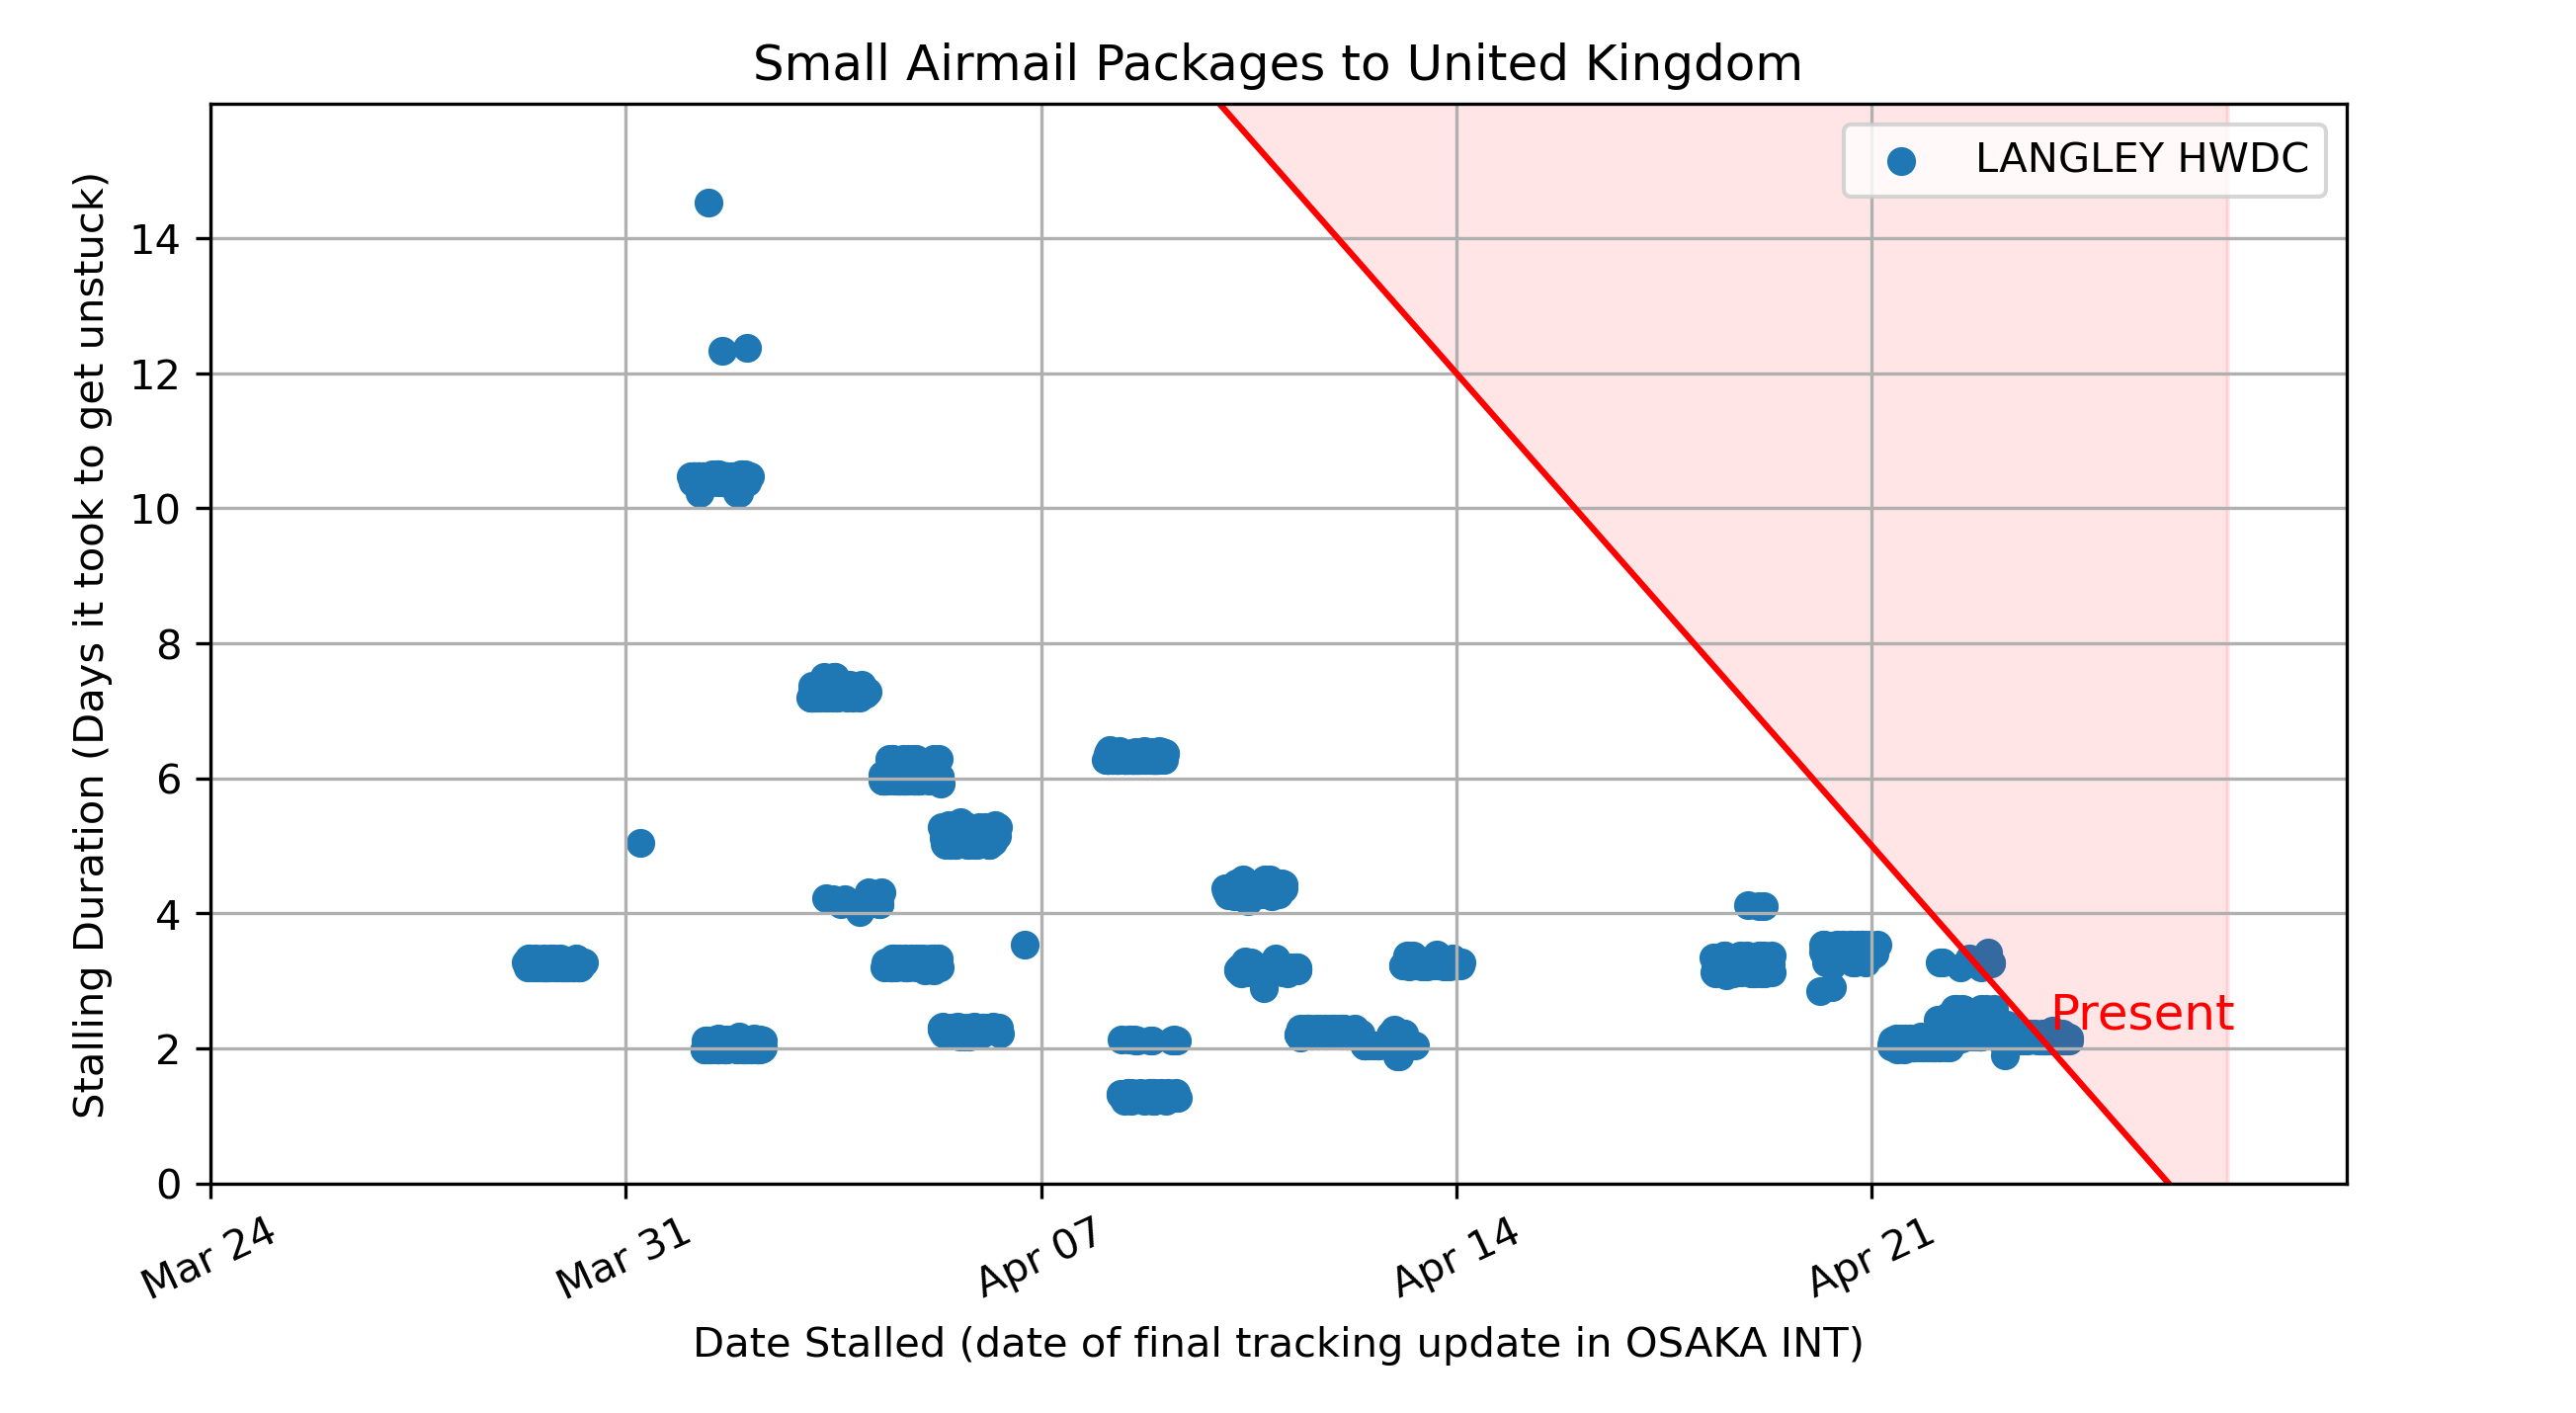 Small Airmail Packages to United Kingdom
LANGLEY HWDC
Stalling Duration (Days it took to get unstuck)
14
12
10
8
6
4
2
0
Present
Mar 24
Mar 31
Apr 07
Apr 14
Apr 21
Date Stalled (date of final tracking update in OSAKA INT)